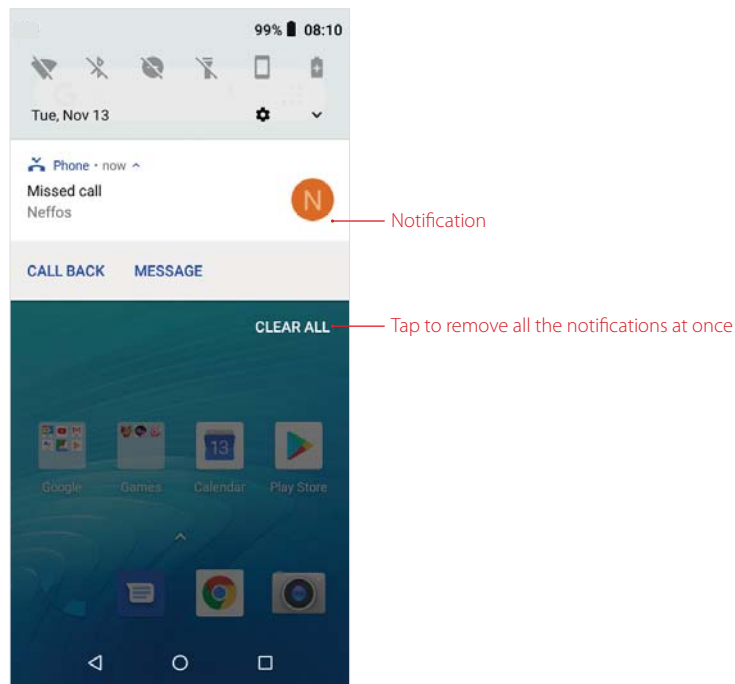 99% 08:10
Tue, Nov 13
Phone • now
Missed call
Neffos
N
Notification
CALL BACK MESSAGE
CLEAR ALL
Tap to remove all the notifications at once
13
Google Games Calendar Play Store